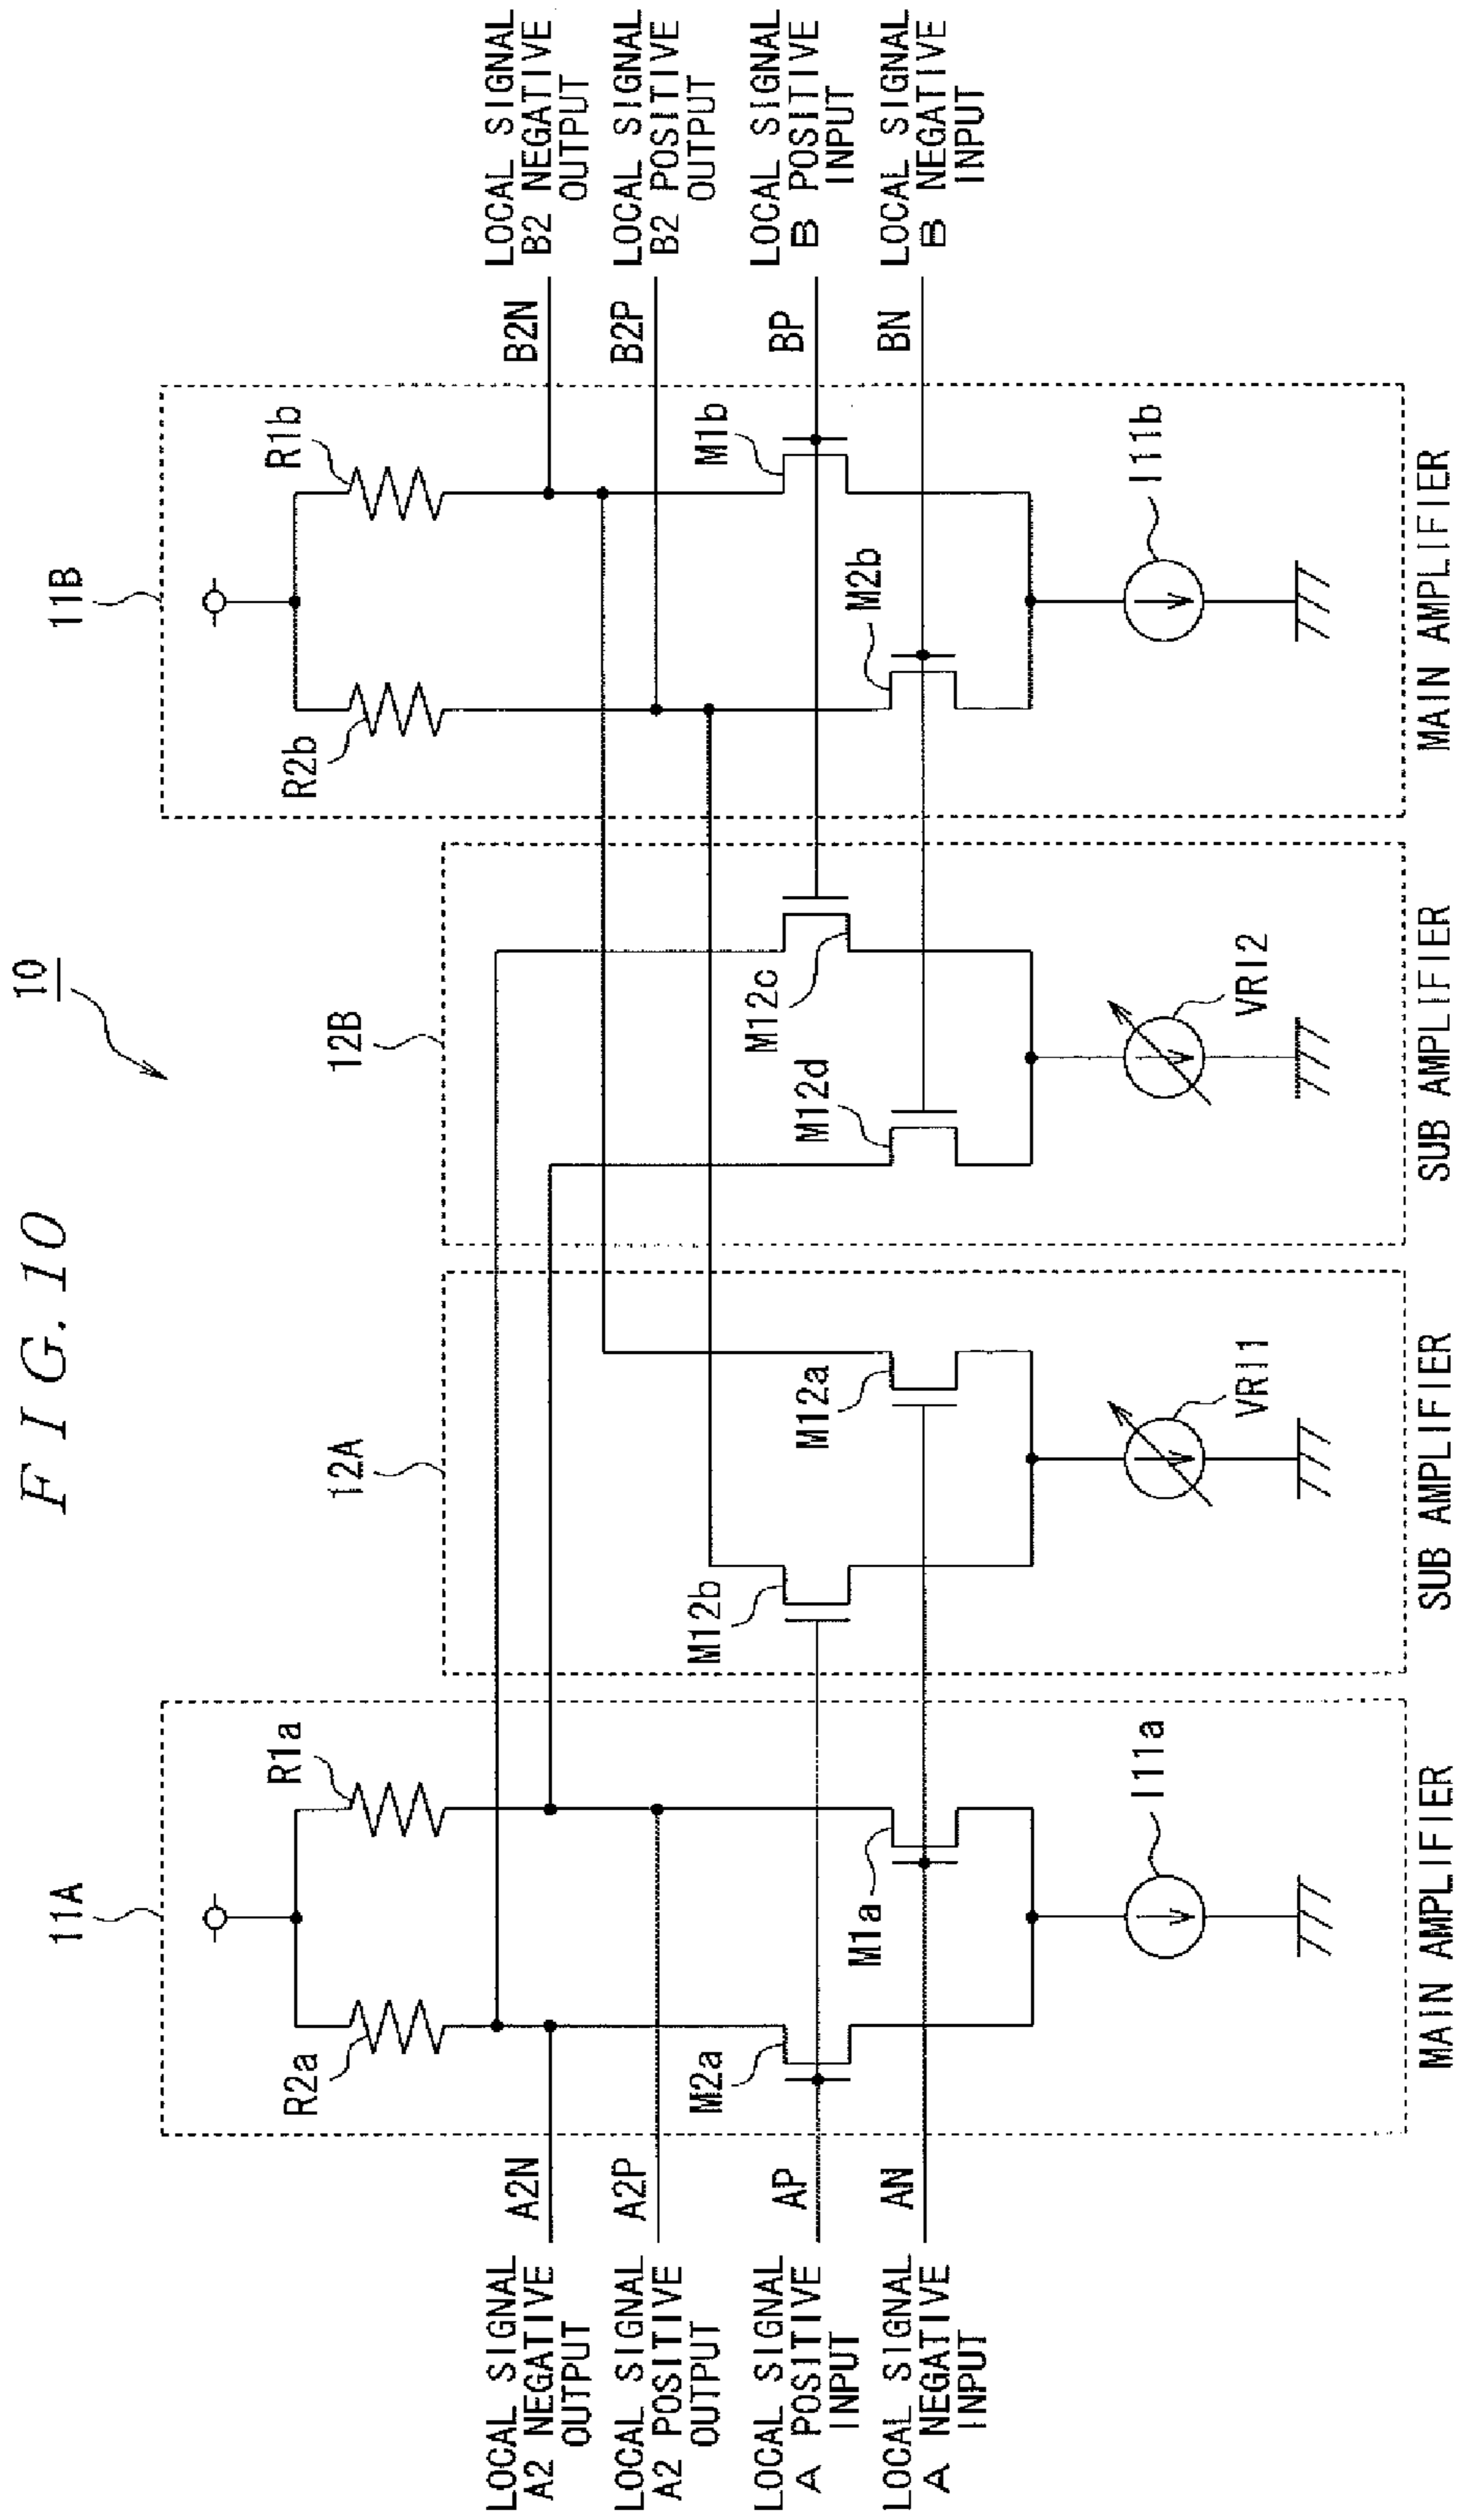 FIG. 10
10
11A
12A
12B
11B
R2a
R1a
R2b
R1b
LOCAL SIGNAL
A2 NEGATIVE
OUTPUT
A2N
LOCAL SIGNAL
A2 POSITIVE
OUTPUT
A2P
LOCAL SIGNAL
A POSITIVE
INPUT
AP
LOCAL SIGNAL
A NEGATIVE
INPUT
AN
M2a
M1a
M12b
M12a
M12d
M12c
M2b
M1b
B2N
LOCAL SIGNAL
B2 NEGATIVE
OUTPUT
B2P
LOCAL SIGNAL
B2 POSITIVE
OUTPUT
BP
LOCAL SIGNAL
B POSITIVE
INPUT
BN
LOCAL SIGNAL
B NEGATIVE
INPUT
I11a
VRI1
VRI2
I11b
MAIN AMPLIFIER
SUB AMPLIFIER
SUB AMPLIFIER
MAIN AMPLIFIER